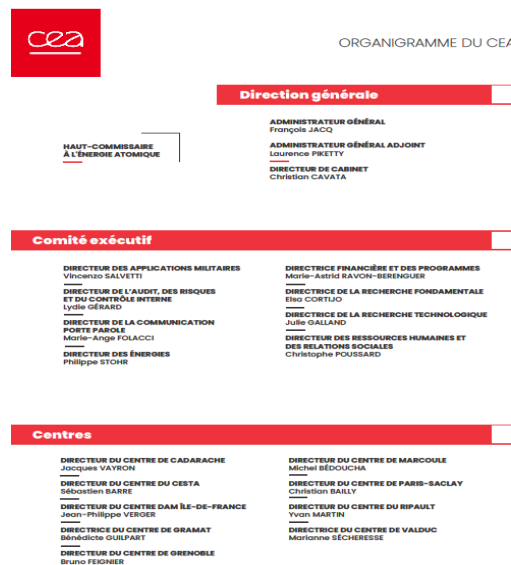 cea
ORGANIGRAMME DU CEA
Direction générale
HAUT-COMMISSAIRE
À L'ÉNERGIE ATOMIQUE
ADMINISTRATEUR GÉNÉRAL
François JACQ
ADMINISTRATEUR GÉNÉRAL ADJOINT
Laurence PIKETTY
DIRECTEUR DE CABINET
Christian CAVATA
Comité exécutif
DIRECTEUR DES APPLICATIONS MILITAIRES
Vincenzo SALVETTI
DIRECTEUR DE L'AUDIT, DES RISQUES
ET DU CONTRÔLE INTERNE
Lydie GÉRARD
DIRECTEUR DE LA COMMUNICATION
PORTE PAROLE
Marie-Ange FOLACCI
DIRECTEUR DES ÉNERGIES
Philippe STOHR
DIRECTRICE FINANCIÈRE ET DES PROGRAMMES
Marie-Astrid RAVON-BERENGUER
DIRECTRICE DE LA RECHERCHE FONDAMENTALE
Elsa CORTIJO
DIRECTRICE DE LA RECHERCHE TECHNOLOGIQUE
Julie GALLAND
DIRECTEUR DES RESSOURCES HUMAINES ET
DES RELATIONS SOCIALES
Christophe POUSSARD
Centres
DIRECTEUR DU CENTRE DE CADARACHE
Jacques VAYRON
DIRECTEUR DU CENTRE DU CESTA
Sébastien BARRE
DIRECTEUR DU CENTRE DAM ÎLE-DE-FRANCE
Jean-Philippe VERGER
DIRECTRICE DU CENTRE DE GRAMAT
Bénédicte GUILPART
DIRECTEUR DU CENTRE DE GRENOBLE
Bruno FEIGNIER
DIRECTEUR DU CENTRE DE MARCOULE
Michel BÉDOUCHA
DIRECTEUR DU CENTRE DE PARIS-SACLAY
Christian BAILLY
DIRECTEUR DU CENTRE DU RIPAULT
Yvan MARTIN
DIRECTRICE DU CENTRE DE VALDUC
Marianne SÉCHERESSE